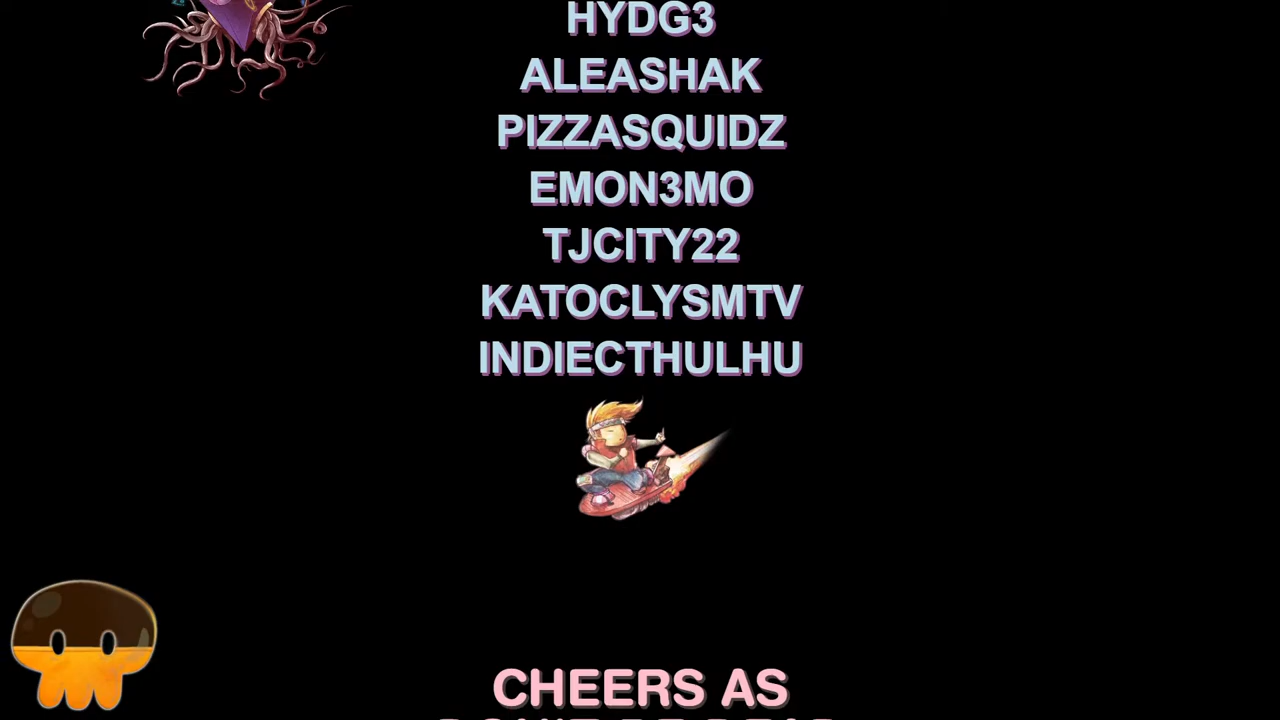 HYDG3
ALEASHAK
PIZZASQUIDZ
EMON3MO
TJCITY22
KATOCLYSMTV
INDIECTHULHU
CHEERS AS